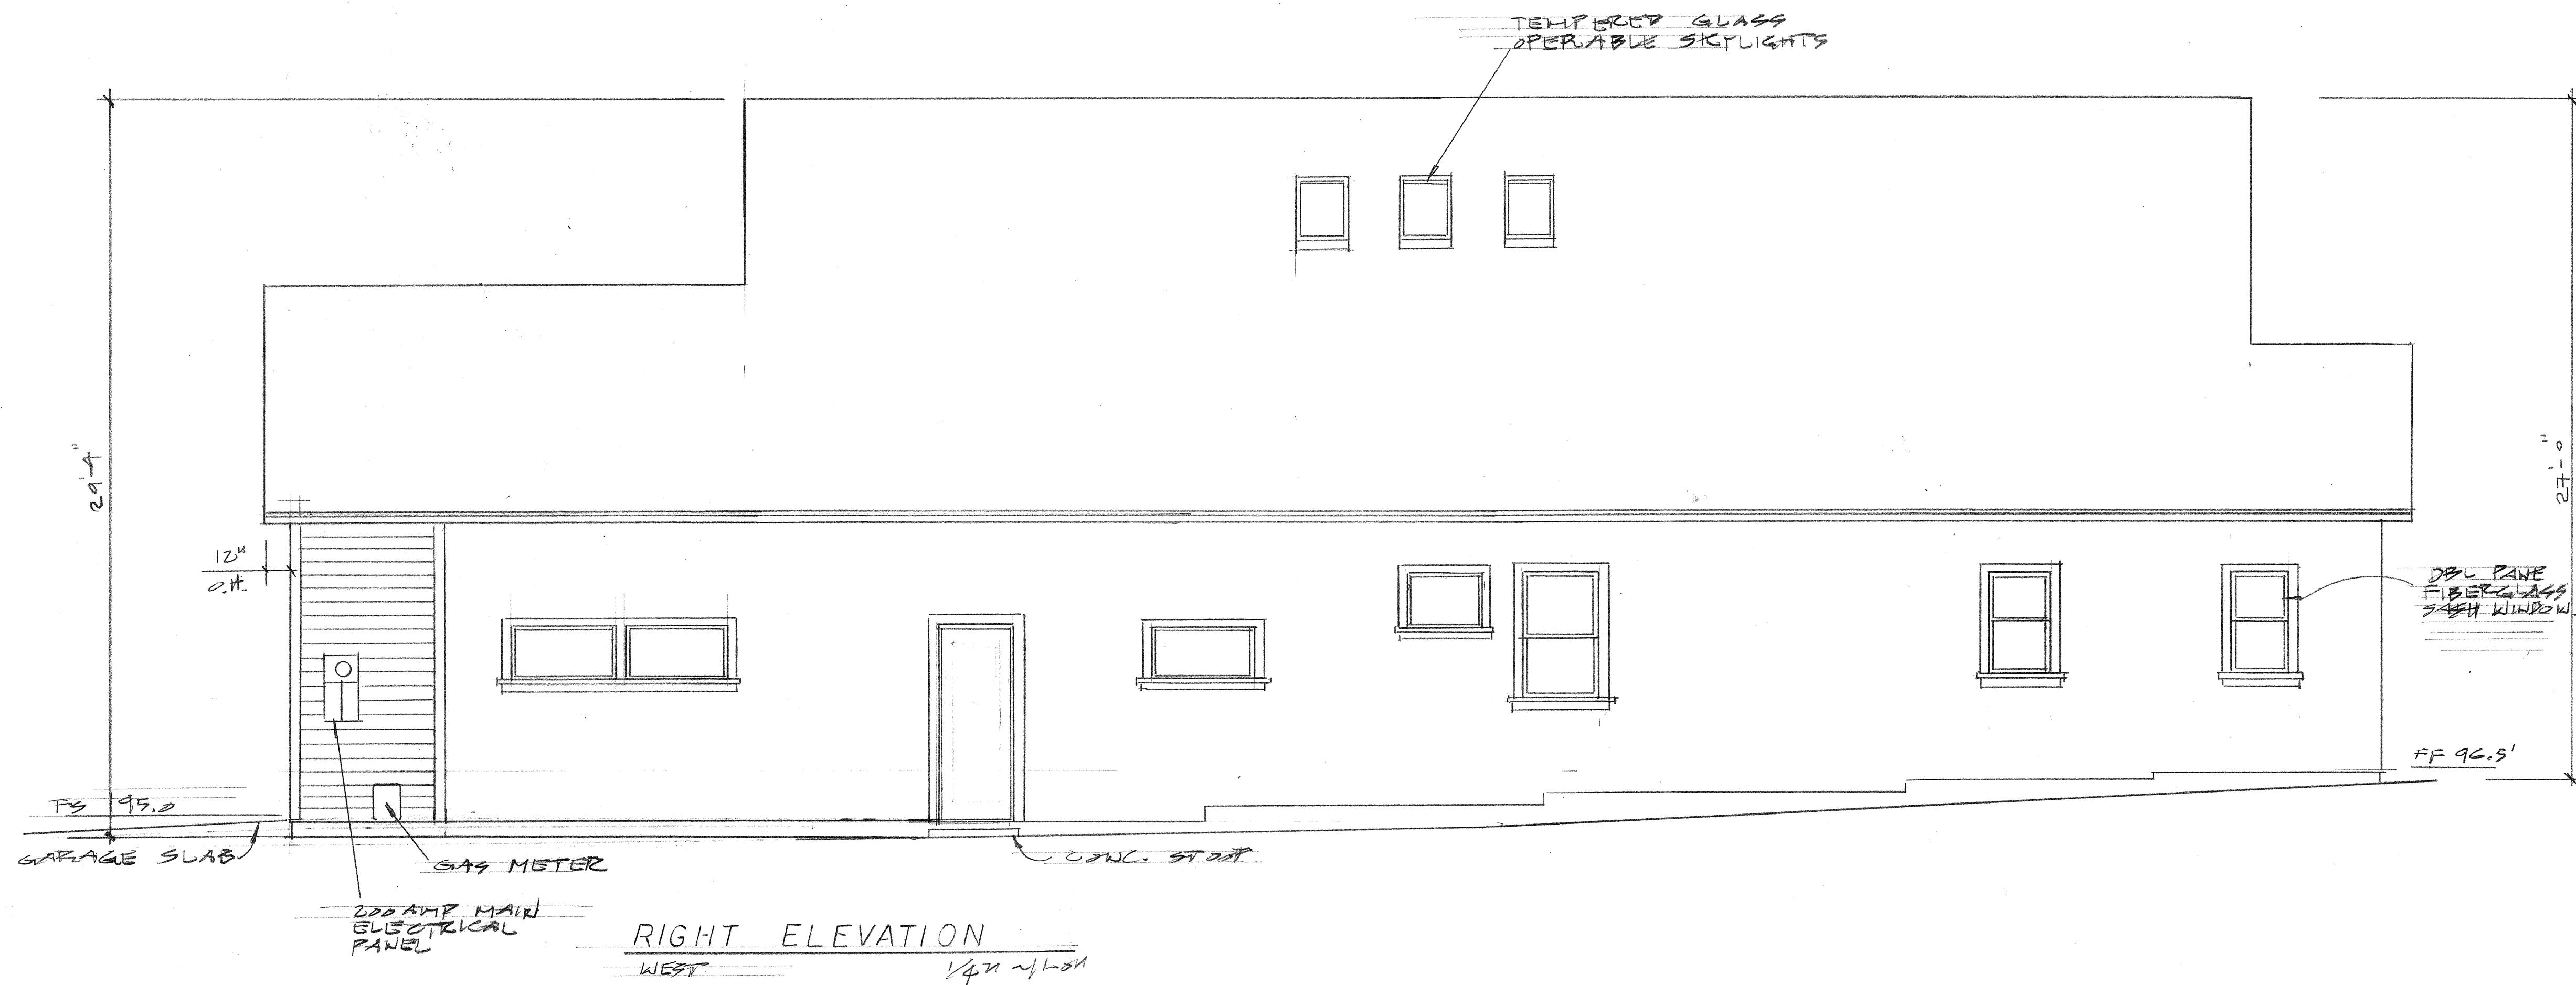 TEMPERED GLASS
OPERABLE SKYLIGHTS
29'-4"
27'-0"
12"
O.H.
DBL PANE
FIBERGLASS
SASH WINDOW
FF 96.5'
FS 95.0
GARAGE SLAB
GAS METER
CONC. STOOP
200 AMP MAIN
ELECTRICAL
PANEL
RIGHT ELEVATION
WEST
1/4" ~/1-0"